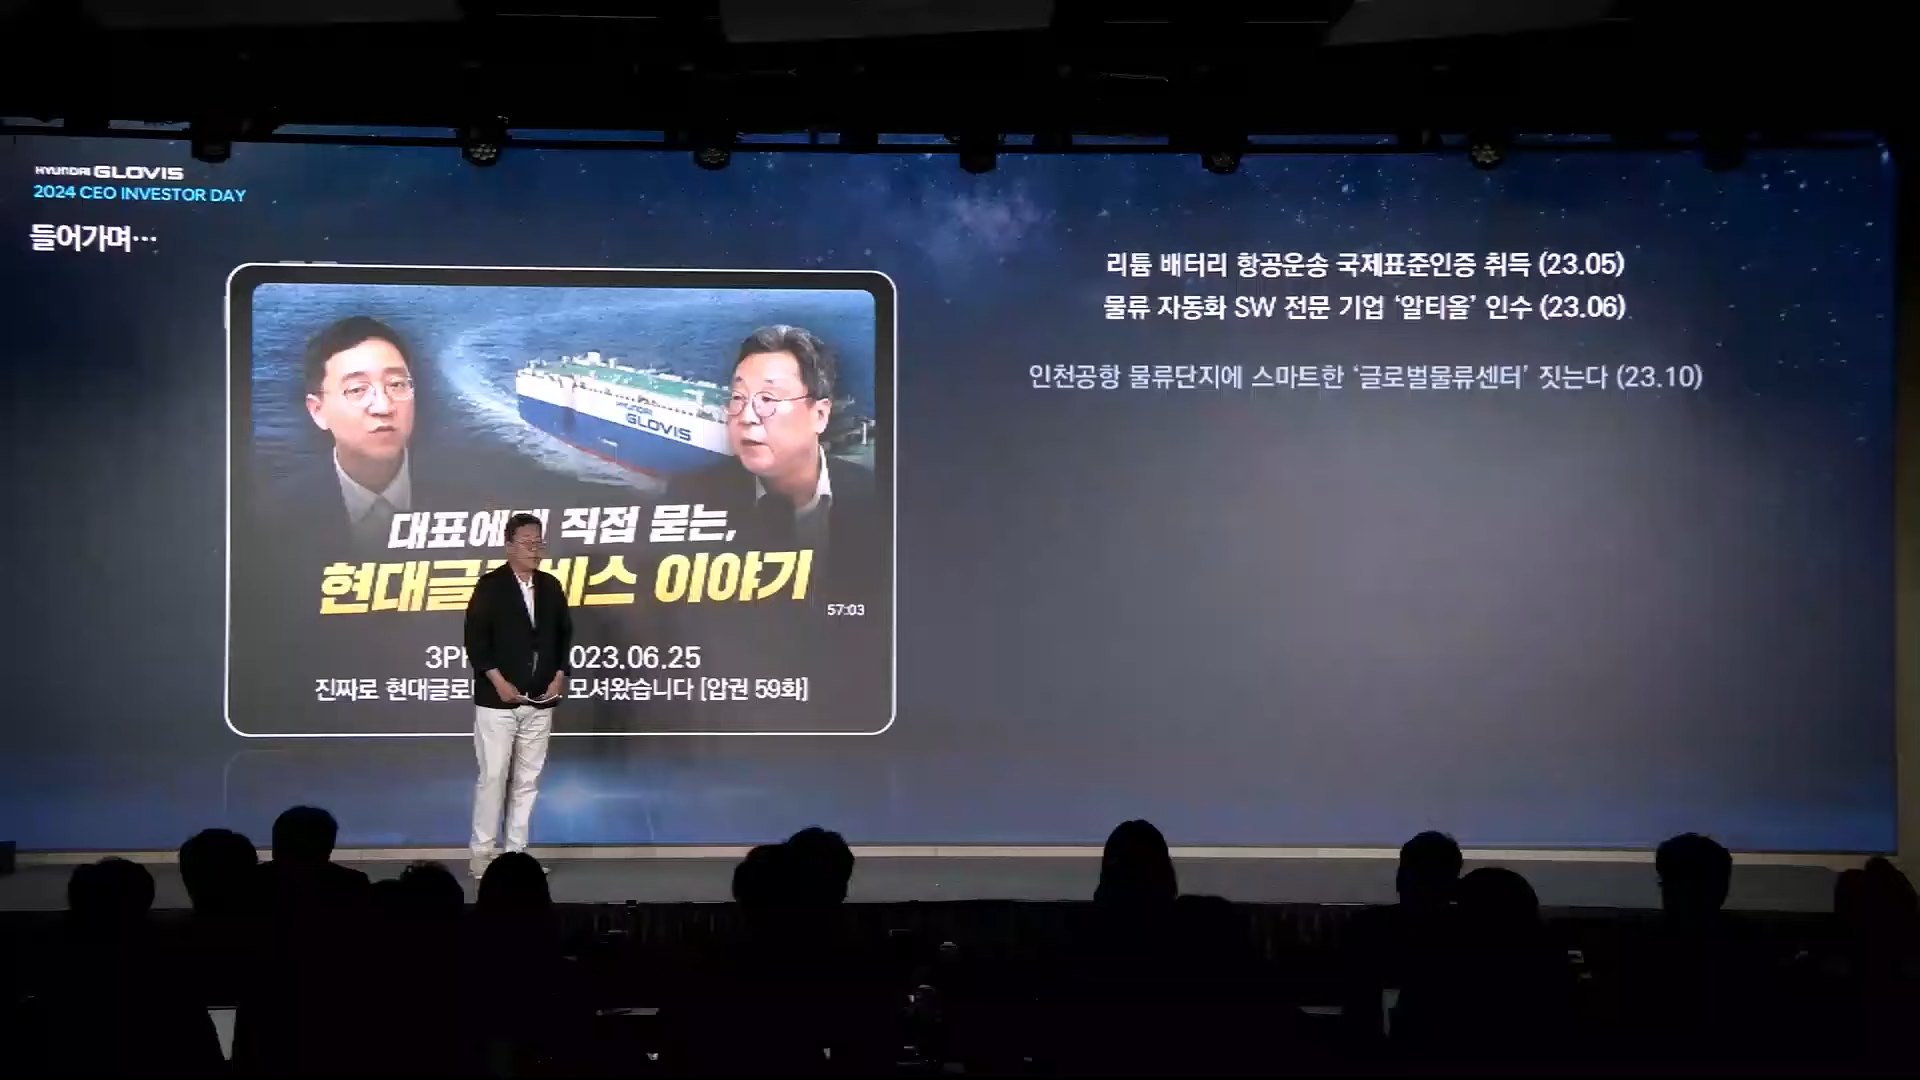 HYUNDAI GLOVIS
2024 CEO INVESTOR DAY
들어가며…
HYUNDAI
GLOVIS
대표에 직접 묻는,
현대글 비스 이야기
57:03
023.06.25
진짜로 현대글로 모셔왔습니다 [압권 59화]
리튬 배터리 항공운송 국제표준인증 취득 (23.05)
물류 자동화 SW 전문 기업 ‘알티올’ 인수 (23.06)
인천공항 물류단지에 스마트한 ‘글로벌물류센터’ 짓는다 (23.10)